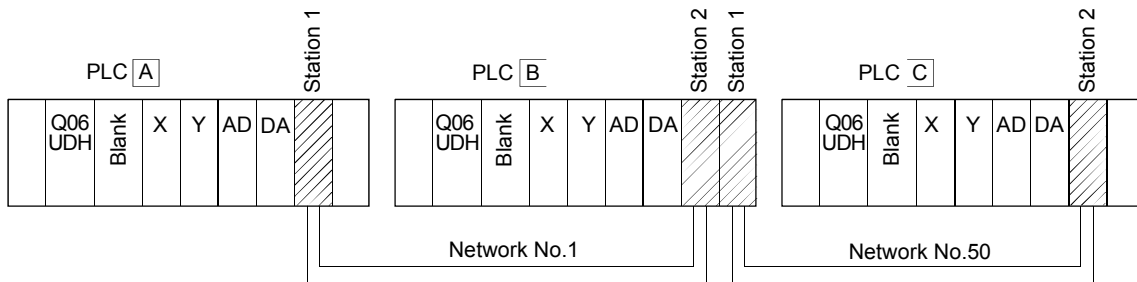 Station 1
Station 2
Station 1
Station 2
PLC A
PLC B
PLC C
Q06 UDH Blank X Y AD DA
Q06 UDH Blank X Y AD DA
Q06 UDH Blank X Y AD DA
Network No.1
Network No.50